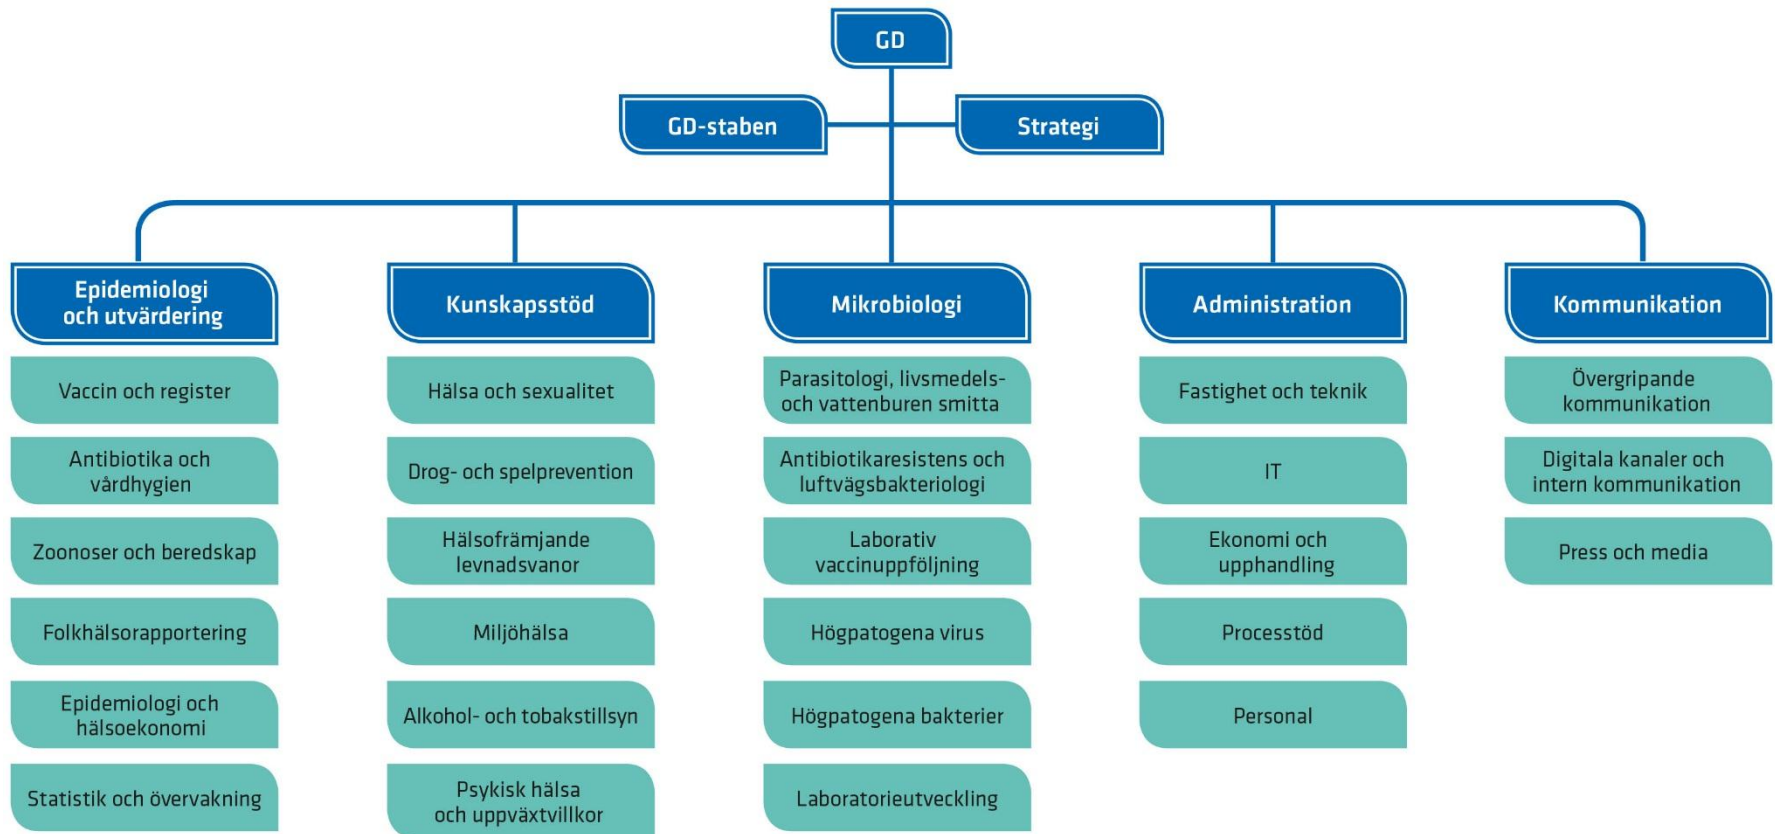 GD
GD-staben
Strategi
Epidemiologi
och utvärdering
Vaccin och register
Antibiotika och
vårdhygien
Zoonoser och beredskap
Folkhälsorapportering
Epidemiologi och
hälsoekonomi
Statistik och övervakning
Kunskapsstöd
Hälsa och sexualitet
Drog- och spelprevention
Hälsofrämjande
levnadsvanor
Miljöhälsa
Alkohol- och tobakstillsyn
Psykisk hälsa
och uppväxtvillkor
Mikrobiologi
Parasitologi, livsmedels-
och vattenburen smitta
Antibiotikaresistens och
luftvägsbakteriologi
Laborativ
vaccinuppföljning
Högpatogena virus
Högpatogena bakterier
Laboratorieutveckling
Administration
Fastighet och teknik
IT
Ekonomi och
upphandling
Processtöd
Personal
Kommunikation
Övergripande
kommunikation
Digitala kanaler och
intern kommunikation
Press och media